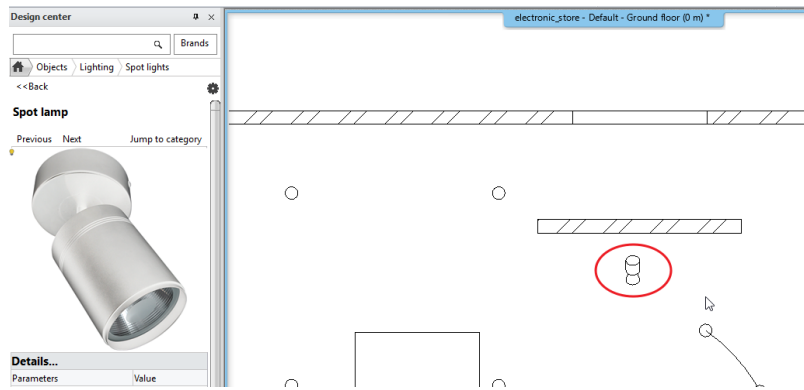 Design center
electronic_store - Default - Ground floor (0 m) *
Brands
Objects Lighting Spot lights
<<Back
Spot lamp
Previous Next Jump to category
Details...
Parameters Value